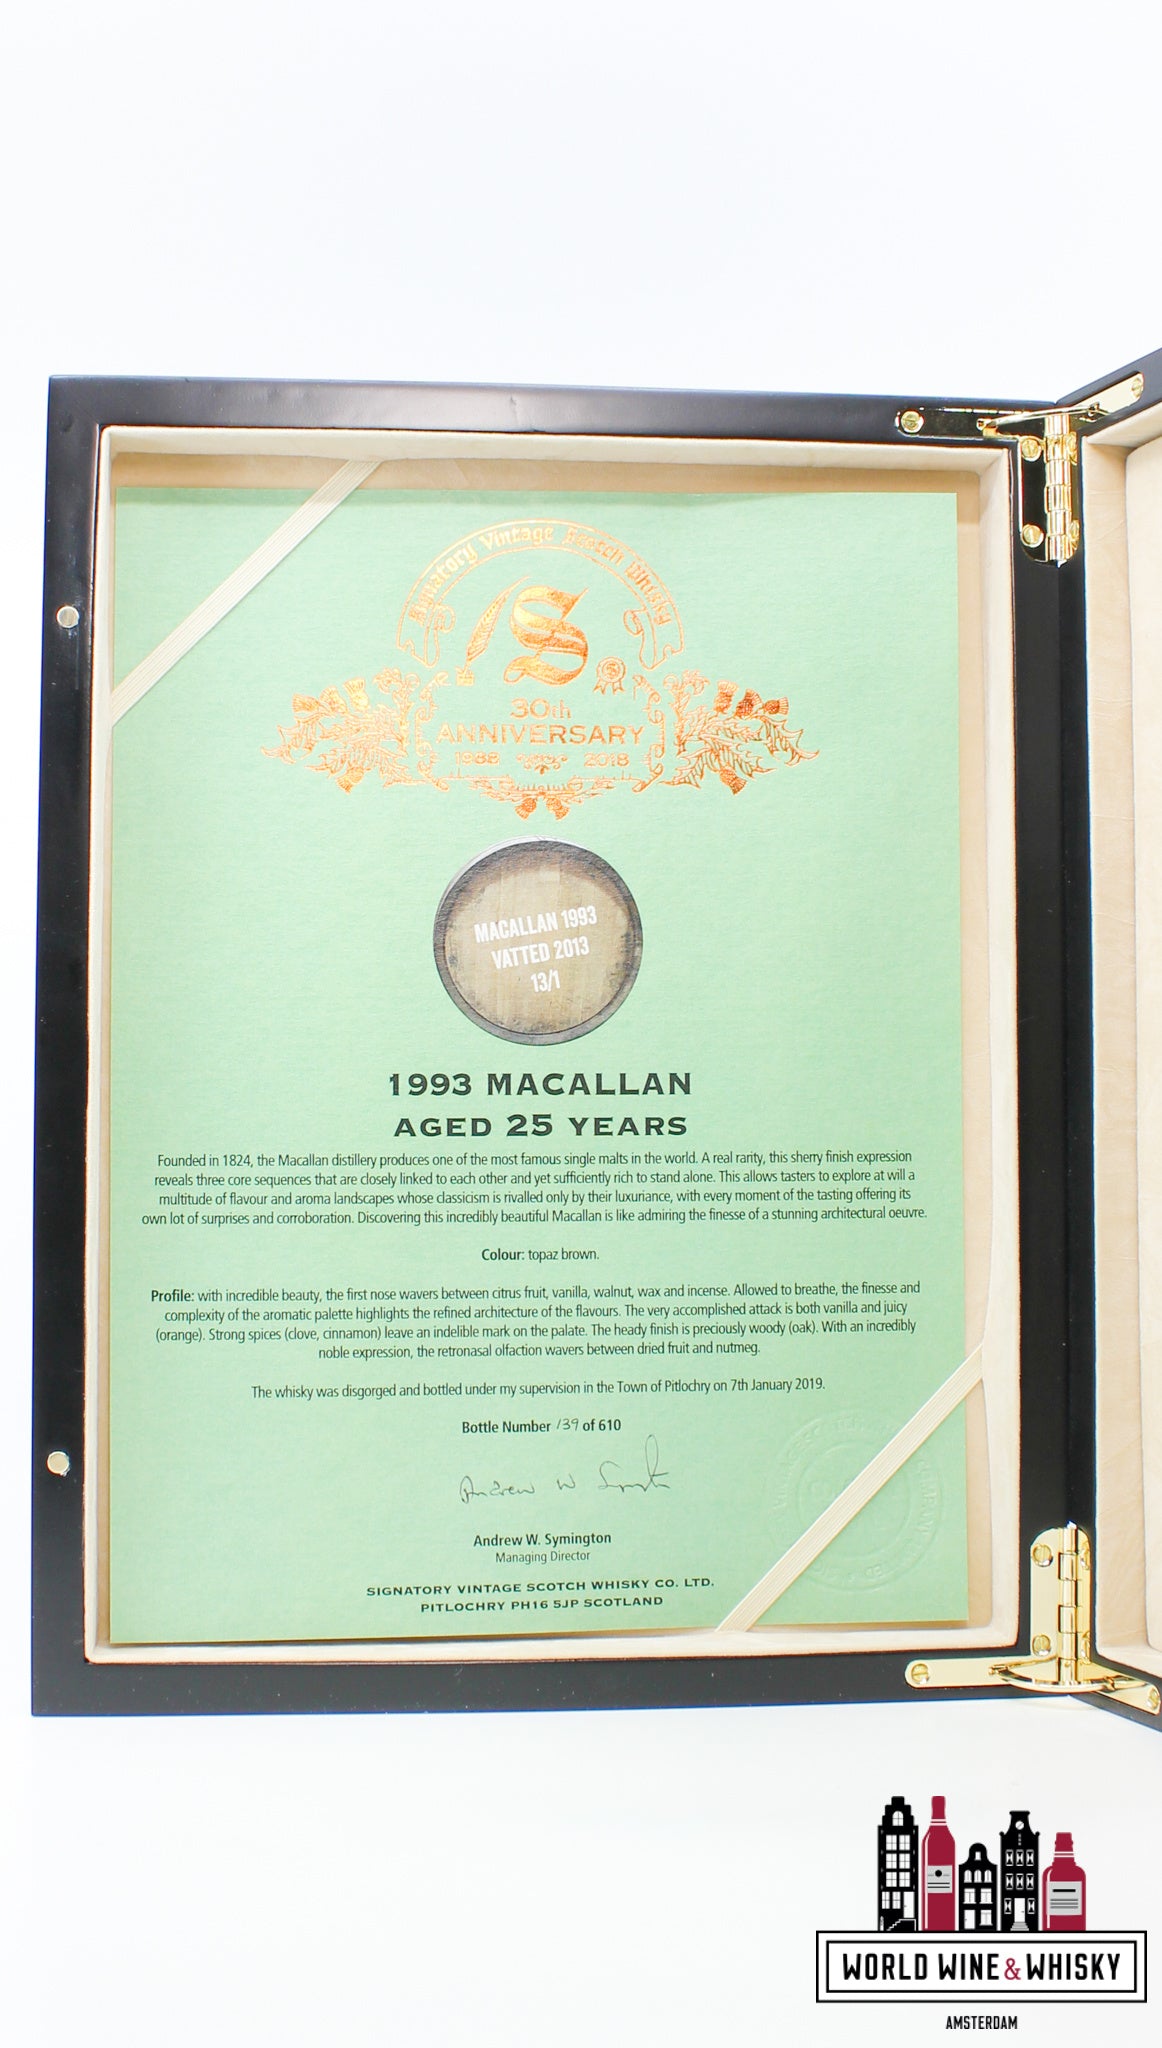 Signatory Vintage Scotch Whisky
S
30th
ANNIVERSARY
1988 2018
MACALLAN 1993
VATTED 2013
13/1
1993 MACALLAN
AGED 25 YEARS
Founded in 1824, the Macallan distillery produces one of the most famous single malts in the world. A real rarity, this sherry finish expression
reveals three core sequences that are closely linked to each other and yet sufficiently rich to stand alone. This allows tasters to explore at will a
multitude of flavour and aroma landscapes whose classicism is rivalled only by their luxuriance, with every moment of the tasting offering its
own lot of surprises and corroboration. Discovering this incredibly beautiful Macallan is like admiring the finesse of a stunning architectural oeuvre.
Colour: topaz brown.
Profile: with incredible beauty, the first nose wavers between citrus fruit, vanilla, walnut, wax and incense. Allowed to breathe, the finesse and
complexity of the aromatic palette highlights the refined architecture of the flavours. The very accomplished attack is both vanilla and juicy
(orange). Strong spices (clove, cinnamon) leave an indelible mark on the palate. The heady finish is preciously woody (oak). With an incredibly
noble expression, the retronasal olfaction wavers between dried fruit and nutmeg.
The whisky was disgorged and bottled under my supervision in the Town of Pitlochry on 7th January 2019.
Bottle Number 139 of 610
Andrew W Symington
Andrew W. Symington
Managing Director
SIGNATORY VINTAGE SCOTCH WHISKY CO. LTD.
PITLOCHRY PH16 5JP SCOTLAND
WORLD WINE & WHISKY
AMSTERDAM